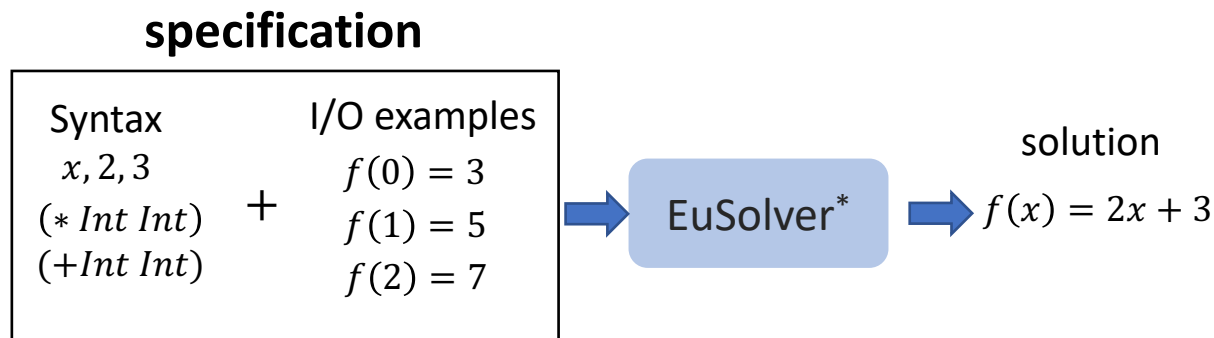 specification
Syntax
x, 2, 3
(* Int Int)
(+Int Int)
+
I/O examples
f(0) = 3
f(1) = 5
f(2) = 7
EuSolver*
solution
f(x) = 2x + 3